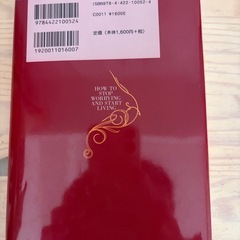 9784422100524
1920011016007
ISBN978-4-422-10052-4
C0011 ¥1600E
定価（本体1,600円+税）
HOW TO
STOP
WORRYING
AND START
LIVING